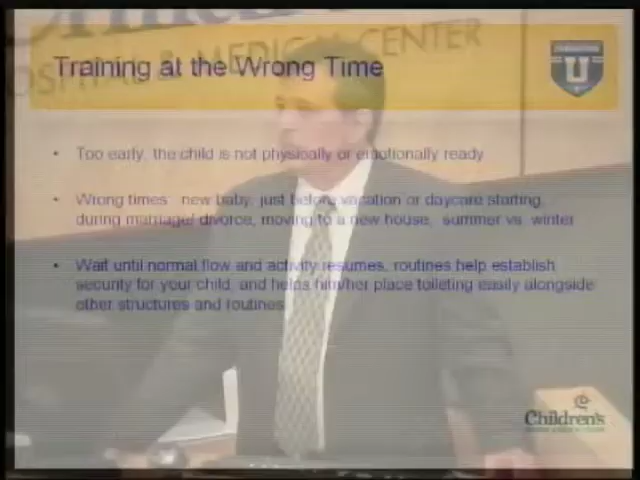 HOSPITAL & MEDICAL CENTER
Training at the Wrong Time
U
• Too early, the child is not physically or emotionally ready
• Wrong times: new baby, just before vacation or daycare starting,
during marriage/ divorce, moving to a new house, summer vs. winter
• Wait until normal flow and activity resumes, routines help establish
security for your child, and helps him/her place toileting easily alongside
other structures and routines.
Children's